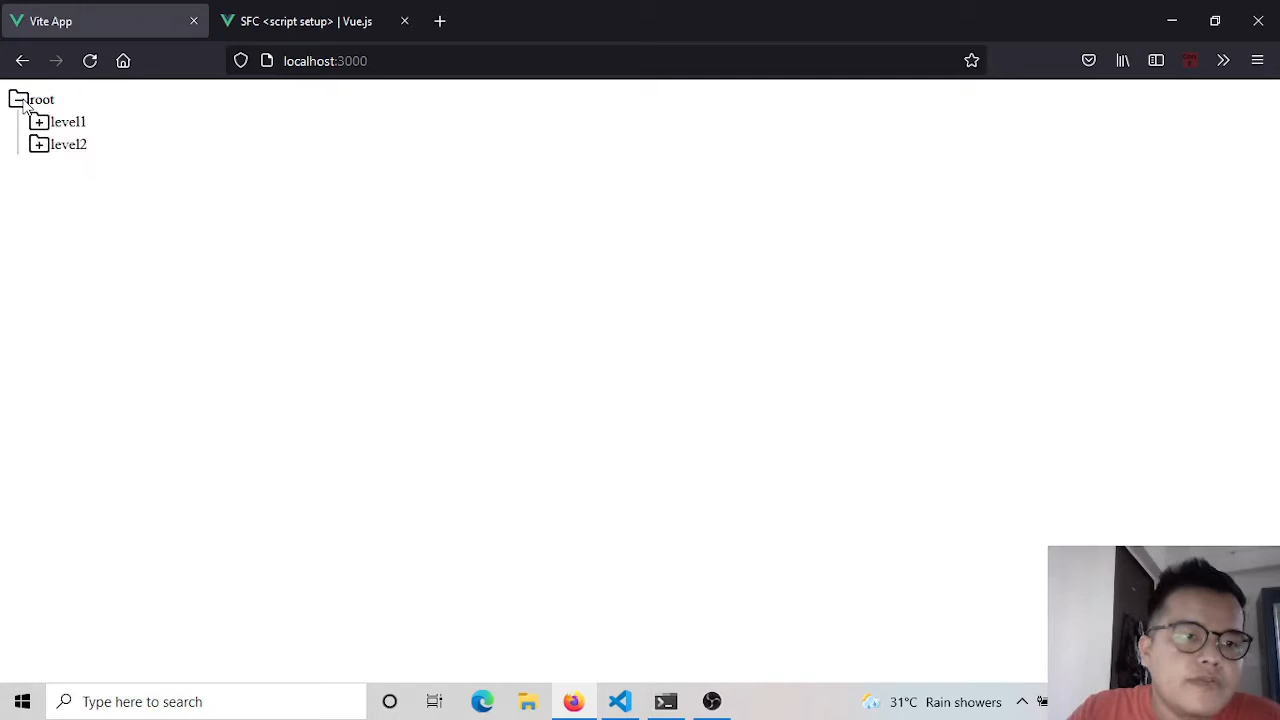 Vite App
SFC <script setup> | Vue.js
localhost:3000
root
level1
level2
Type here to search
31°C Rain showers